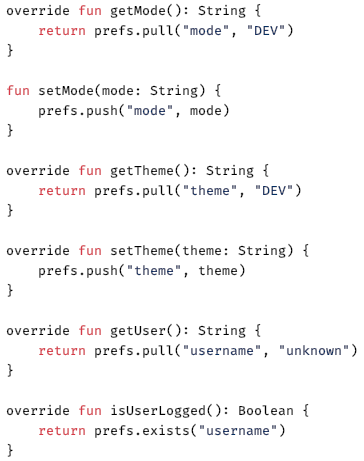 override fun getMode(): String {
    return prefs.pull("mode", "DEV")
}

fun setMode(mode: String) {
    prefs.push("mode", mode)
}

override fun getTheme(): String {
    return prefs.pull("theme", "DEV")
}

override fun setTheme(theme: String) {
    prefs.push("theme", theme)
}

override fun getUser(): String {
    return prefs.pull("username", "unknown")
}

override fun isUserLogged(): Boolean {
    return prefs.exists("username")
}